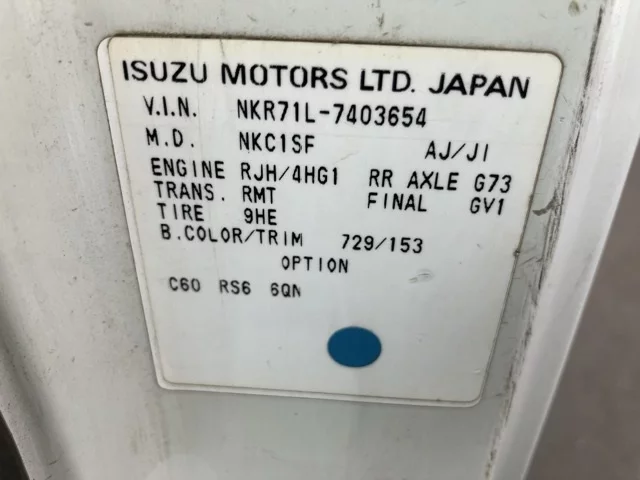 ISUZU MOTORS LTD. JAPAN
V.I.N. NKR71L-7403654
M.D. NKC1SF AJ/JI
ENGINE RJH/4HG1 RR AXLE G73
TRANS. RMT FINAL GV1
TIRE 9HE
B.COLOR/TRIM 729/153
OPTION
C60 RS6 6QN